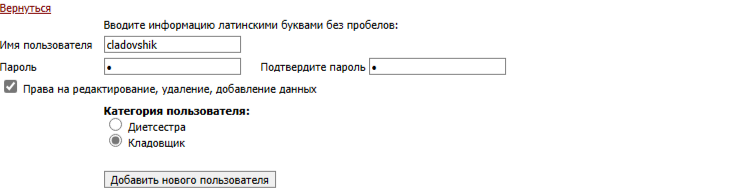 Вернуться
Вводите информацию латинскими буквами без пробелов:
Имя пользователя cladovshik
Пароль • Подтвердите пароль •
Права на редактирование, удаление, добавление данных
Категория пользователя:
Диетсестра
Кладовщик
Добавить нового пользователя